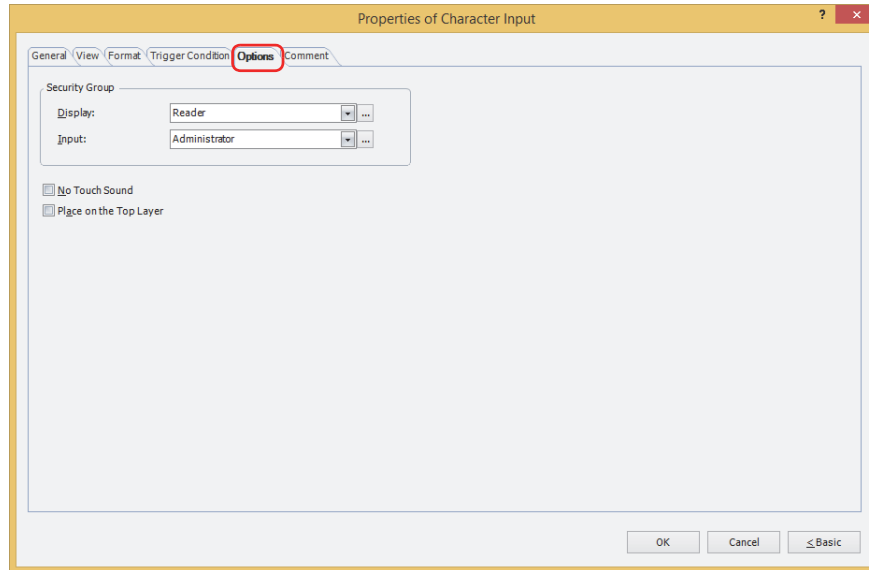 Properties of Character Input
? ×
General View Format Trigger Condition Options Comment
Security Group
Display: Reader ...
Input: Administrator ...
No Touch Sound
Place on the Top Layer
OK Cancel < Basic